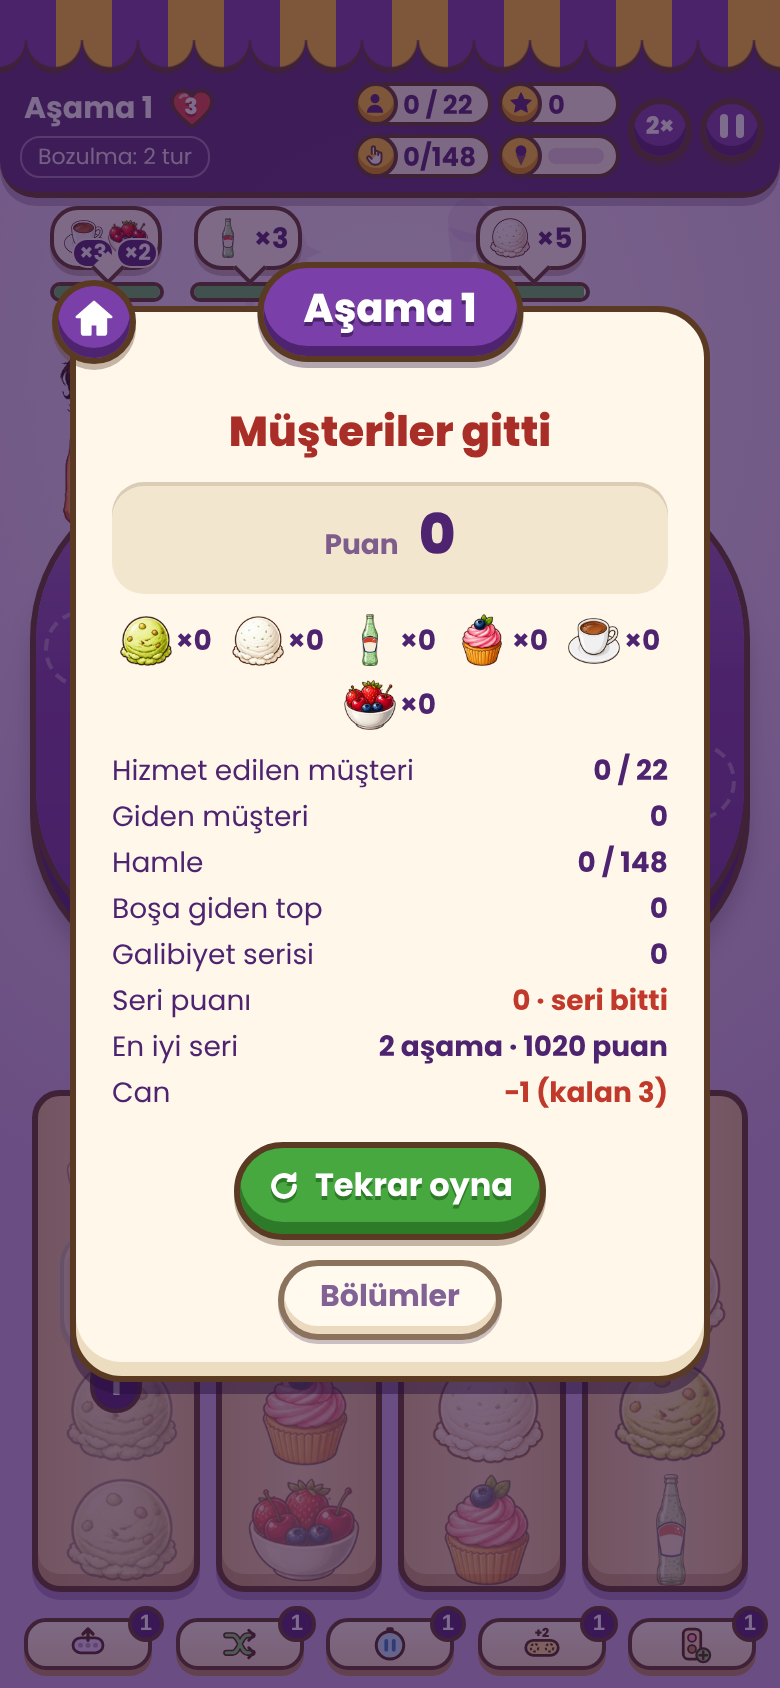 Aşama 1
3
0 / 22
0
2×
Bozulma: 2 tur
0/148
×3
×2
×3
×5
Aşama 1
Müşteriler gitti
Puan 0
×0
×0
×0
×0
×0
×0
Hizmet edilen müşteri 0 / 22
Giden müşteri 0
Hamle 0 / 148
Boşa giden top 0
Galibiyet serisi 0
Seri puanı 0 · seri bitti
En iyi seri 2 aşama · 1020 puan
Can −1 (kalan 3)
Tekrar oyna
Bölümler
1
1
1
+2
1
1